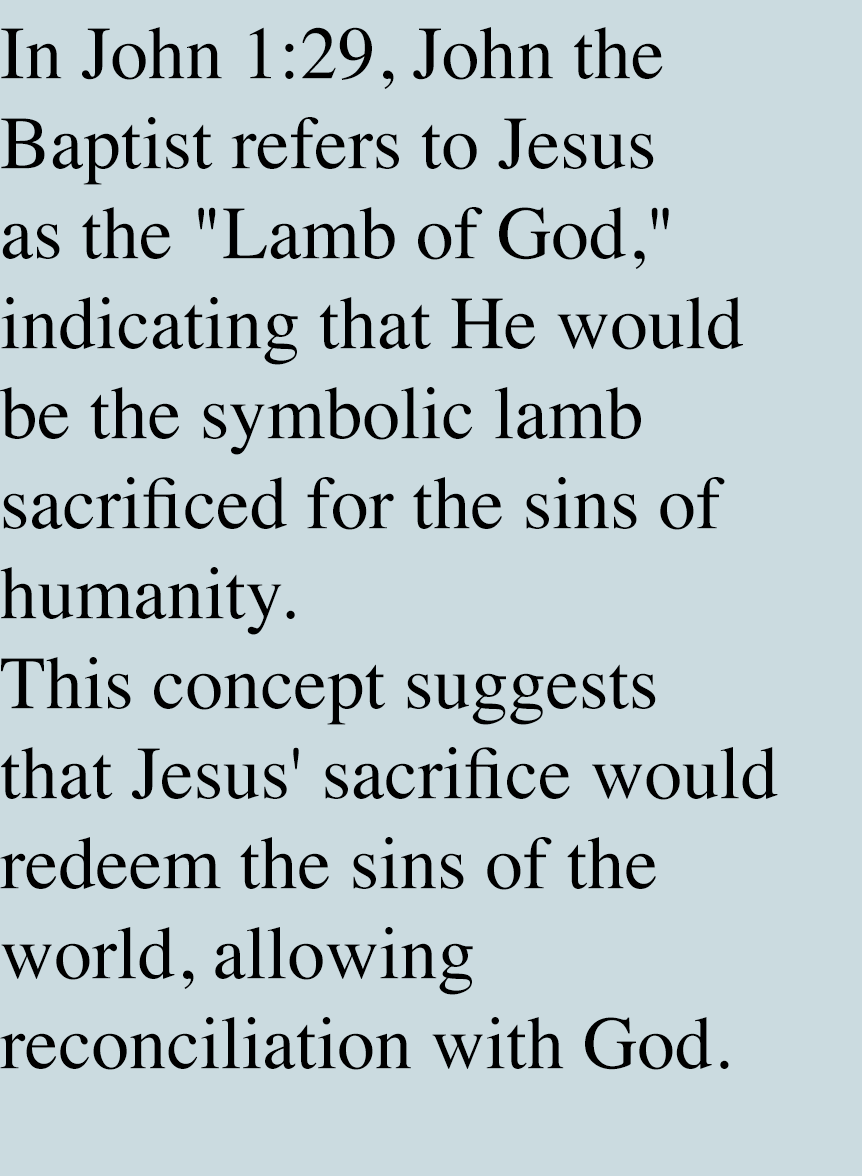 In John 1:29, John the
Baptist refers to Jesus
as the "Lamb of God,"
indicating that He would
be the symbolic lamb
sacrificed for the sins of
humanity.
This concept suggests
that Jesus' sacrifice would
redeem the sins of the
world, allowing
reconciliation with God.